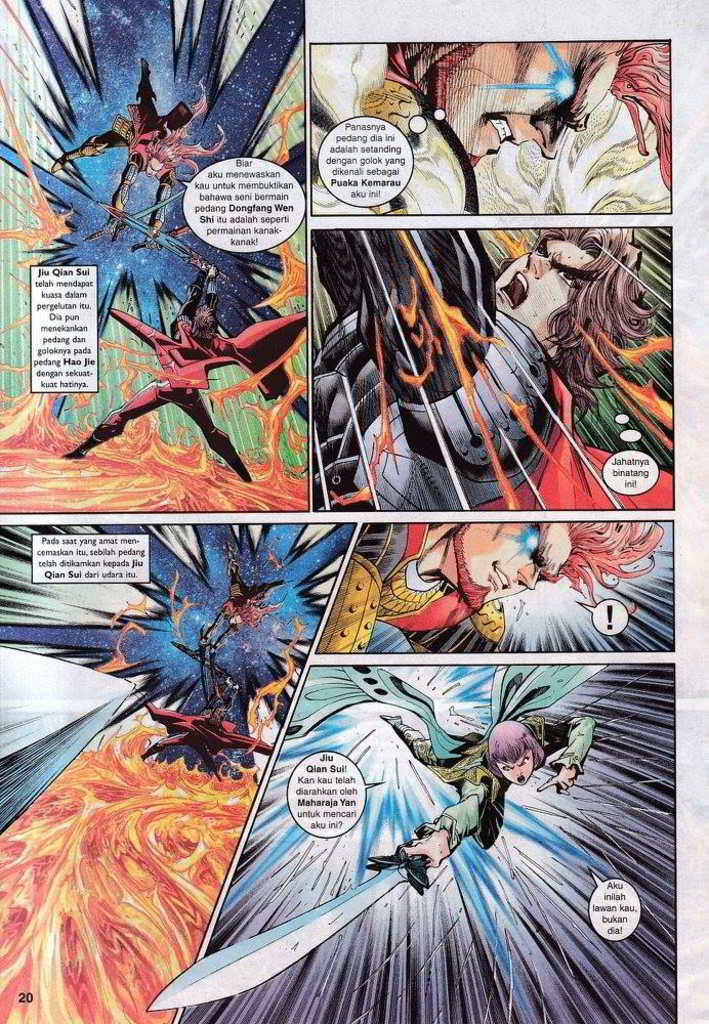 Biar
aku menewaskan
kau untuk membuktikan
bahawa seni bermain
pedang Dongfang Wen
Shi itu adalah seperti
permainan kanak-
kanak!
Jiu Qian Sui
telah mendapat
kuasa dalam
pergelutan itu.
Dia pun
menekankan
pedang dan
goloknya pada
pedang Hao Jie
dengan sekuat-
kuat hatinya.
Panasnya
pedang dia ini
adalah setanding
dengan golok yang
dikenali sebagai
Puaka Kemarau
aku ini!
Jahatnya
binatang
ini!
Pada saat yang amat men-
cemaskan itu, sebilah pedang
telah ditikamkan kepada Jiu
Qian Sui dari udara itu.
!
Jiu
Qian Sui!
Kan kau telah
diarahkan oleh
Maharaja Yan
untuk mencari
aku ini?
Aku
inilah
lawan kau,
bukan
dia!
20